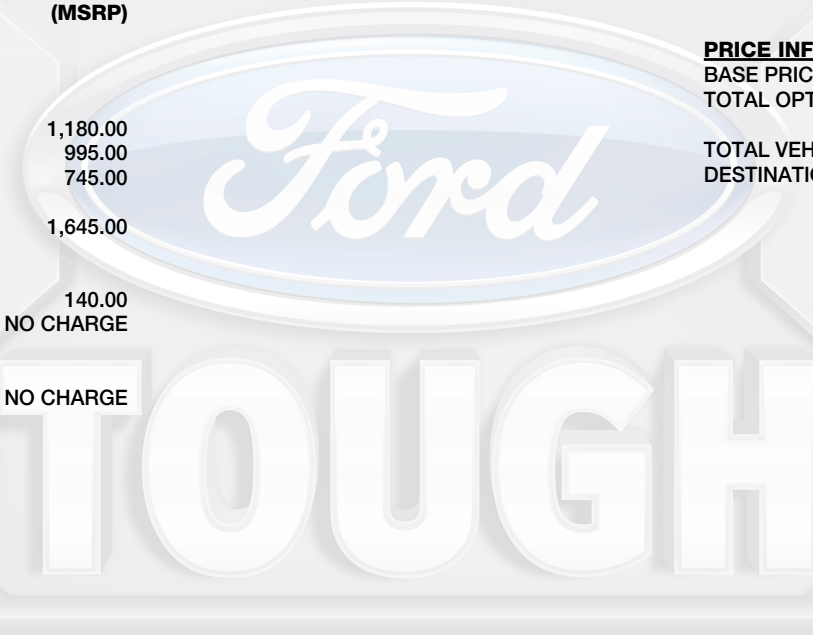 (MSRP)
1,180.00
995.00
745.00
1,645.00
140.00
NO CHARGE
NO CHARGE
PRICE INF
BASE PRIC
TOTAL OPT
TOTAL VEH
DESTINATIO
Ford
TOUGH